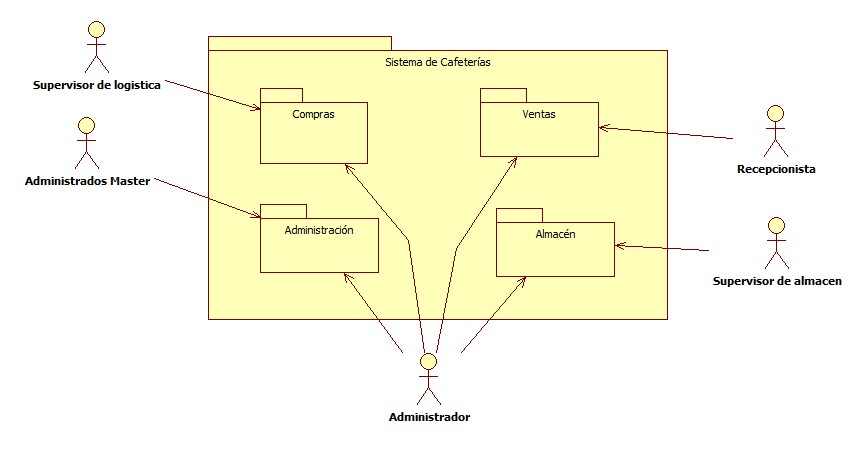 Sistema de Cafeterías
Supervisor de logistica
Compras
Ventas
Recepcionista
Administrados Master
Administración
Almacén
Supervisor de almacen
Administrador